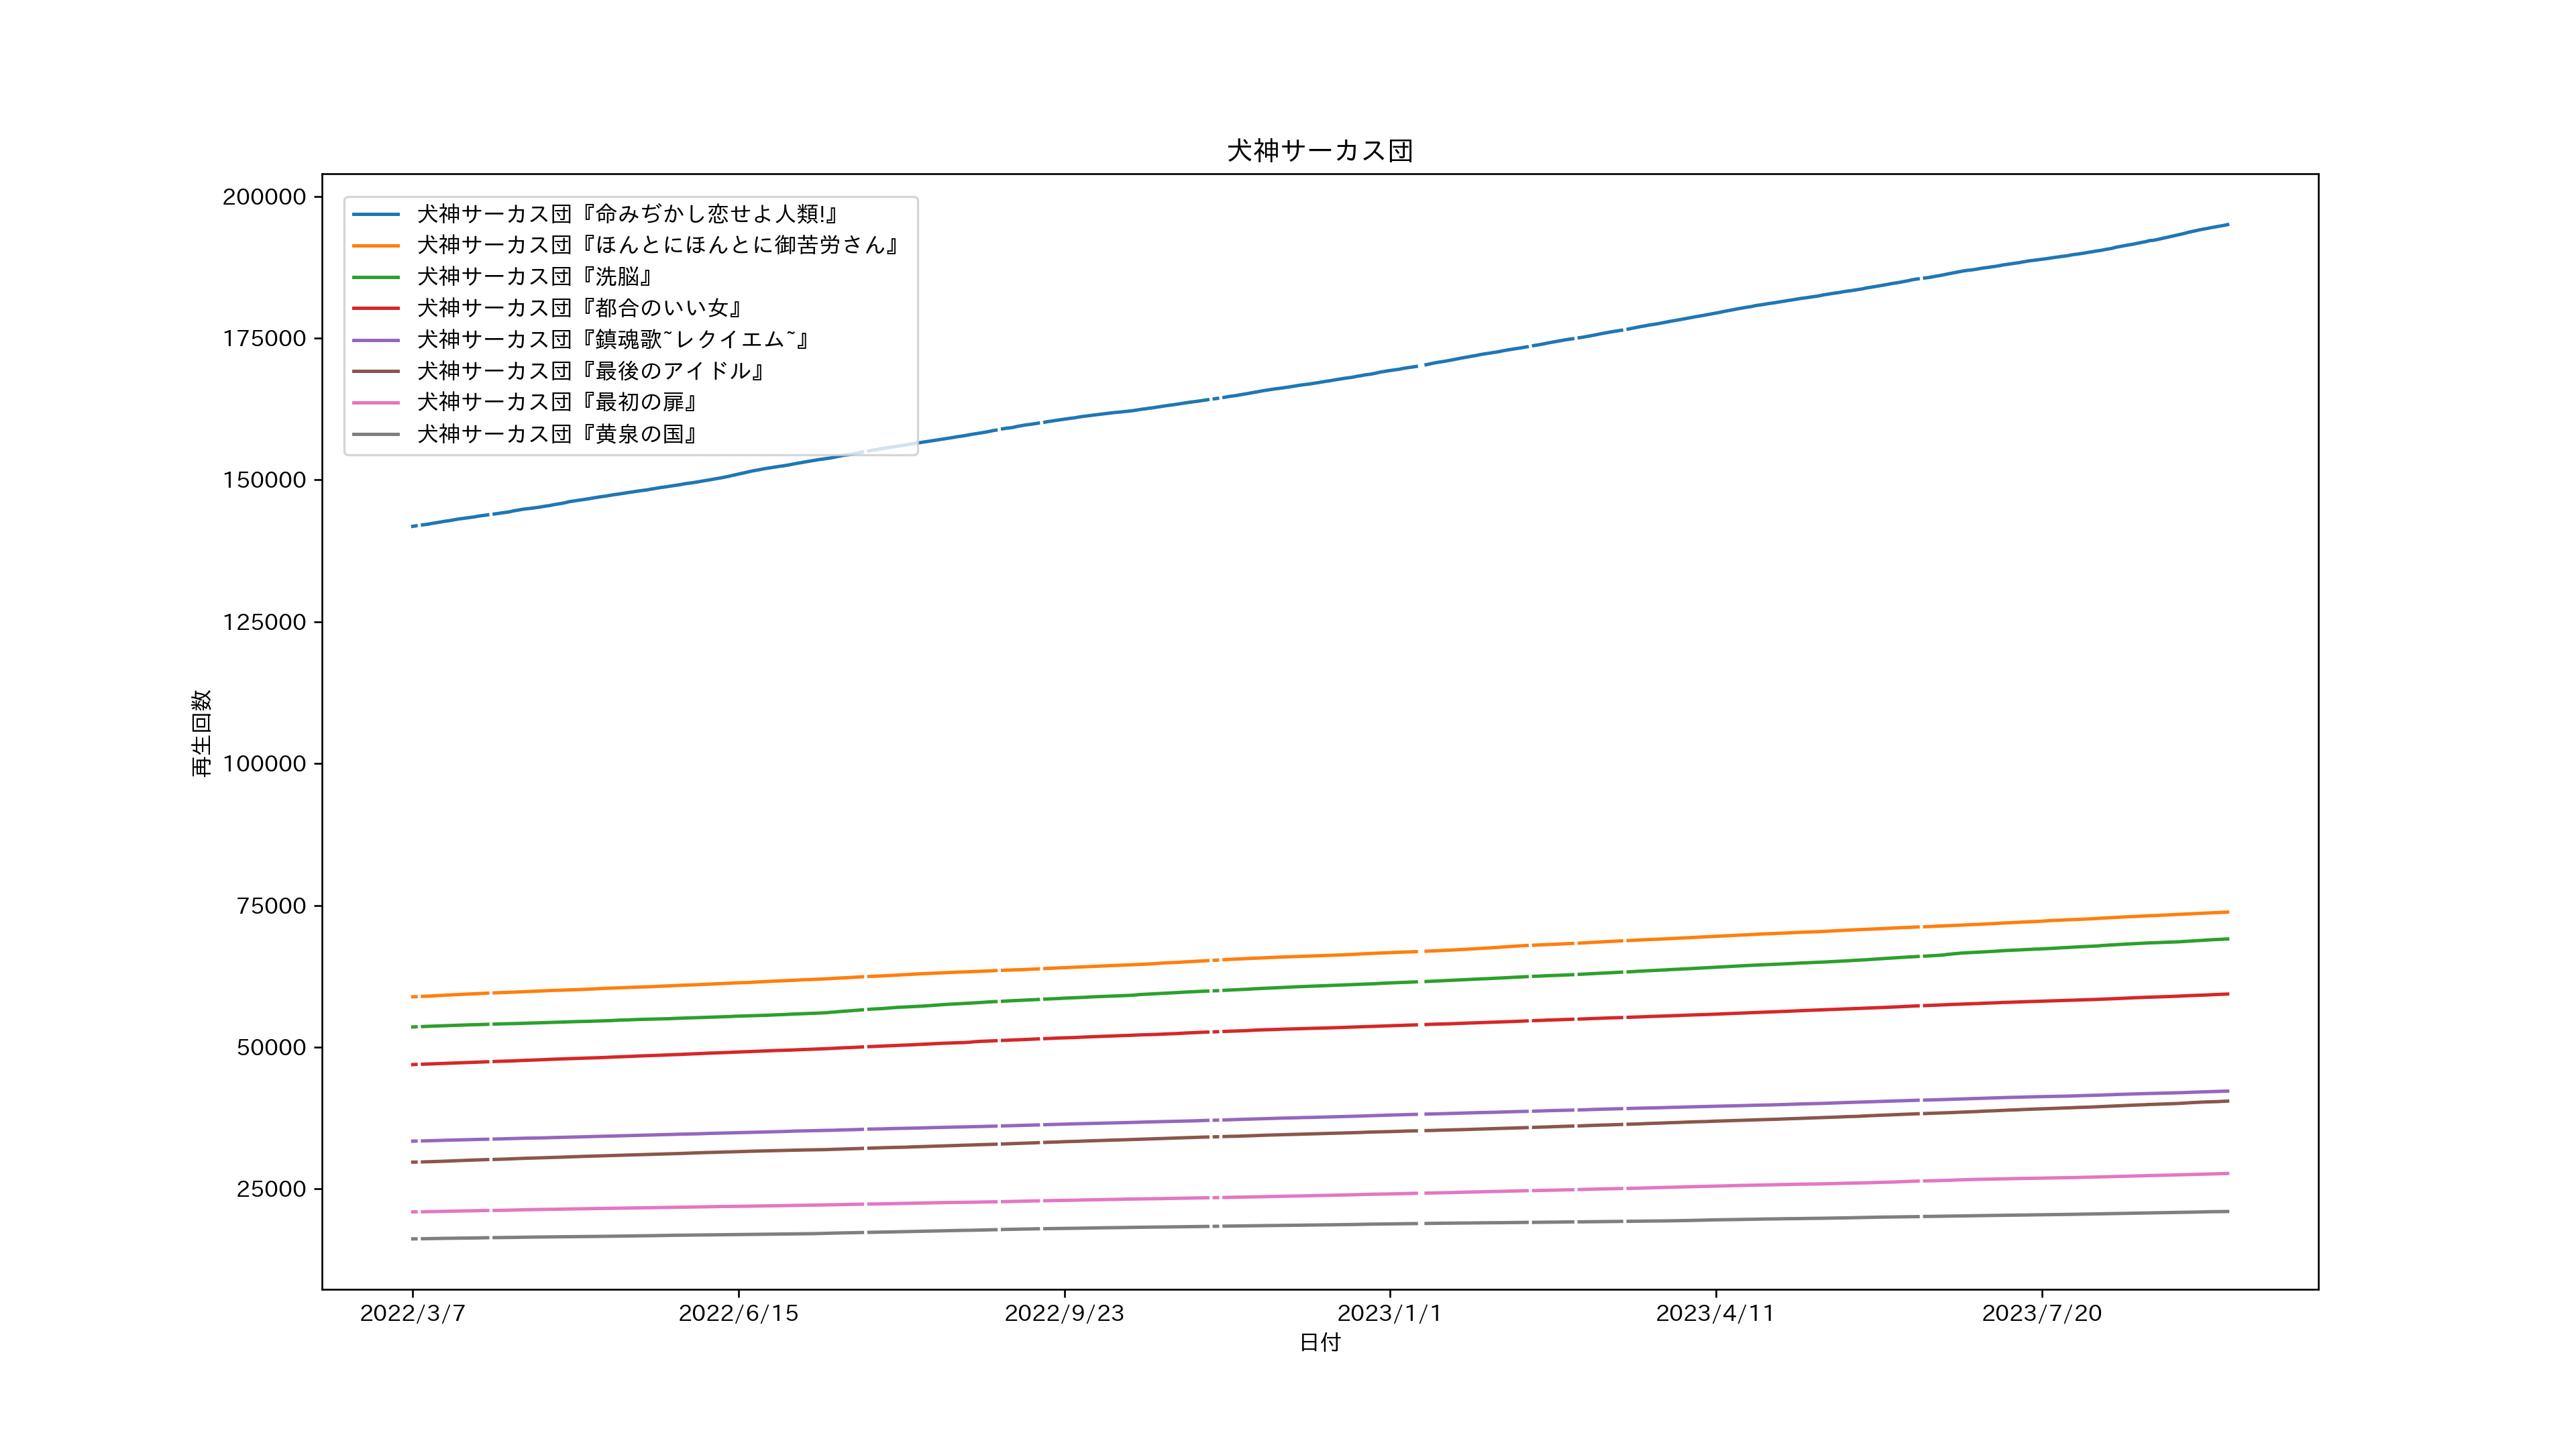 犬神サーカス団
200000
175000
150000
125000
100000
75000
50000
25000
再生回数
犬神サーカス団『命みぢかし恋せよ人類!』
犬神サーカス団『ほんとにほんとに御苦労さん』
犬神サーカス団『洗脳』
犬神サーカス団『都合のいい女』
犬神サーカス団『鎮魂歌~レクイエム~』
犬神サーカス団『最後のアイドル』
犬神サーカス団『最初の扉』
犬神サーカス団『黄泉の国』
2022/3/7
2022/6/15
2022/9/23
2023/1/1
2023/4/11
2023/7/20
日付